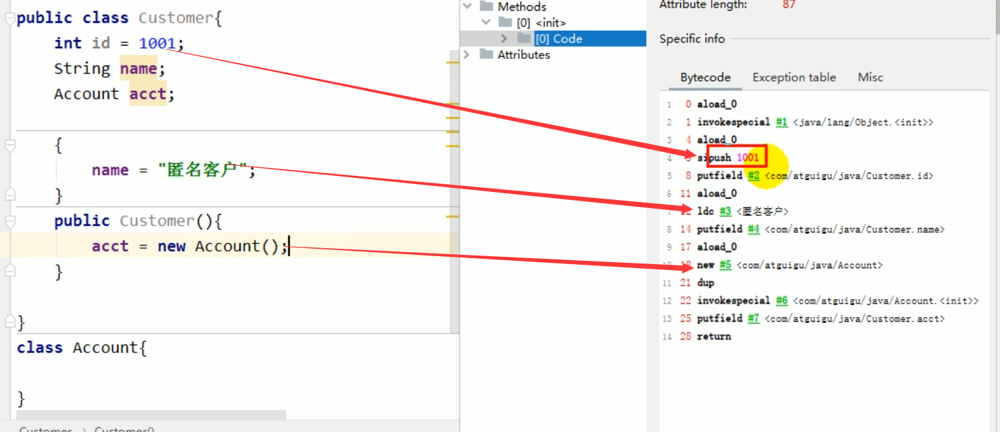 public class Customer{
int id = 1001;
String name;
Account acct;
{
name = "匿名客户";
}
public Customer(){
acct = new Account();
}
}
class Account{
}
Customer > Customer()
Methods
[0] <init>
[0] Code
Attributes
Attribute length: 87
Specific info
Bytecode Exception table Misc
1 0 aload_0
2 1 invokespecial #1 <java/lang/Object.<init>>
3 4 aload_0
4 5 sipush 1001
5 8 putfield #2 <com/atguigu/java/Customer.id>
6 11 aload_0
7 12 ldc #3 <匿名客户>
8 14 putfield #4 <com/atguigu/java/Customer.name>
9 17 aload_0
10 18 new #5 <com/atguigu/java/Account>
11 21 dup
12 22 invokespecial #6 <com/atguigu/java/Account.<init>>
13 25 putfield #7 <com/atguigu/java/Customer.acct>
14 28 return